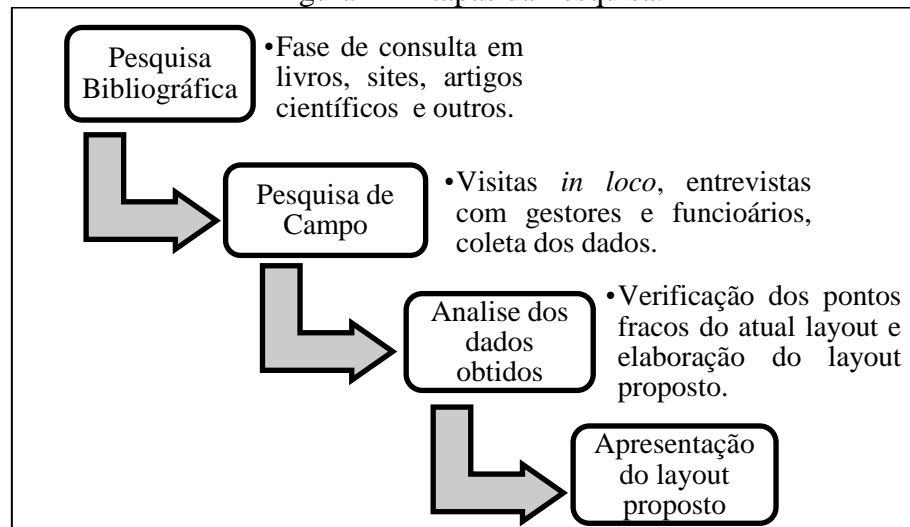 Pesquisa
Bibliográfica
•Fase de consulta em
livros, sites, artigos
científicos e outros.
Pesquisa de
Campo
•Visitas in loco, entrevistas
com gestores e funcioários,
coleta dos dados.
Analise dos
dados
obtidos
•Verificação dos pontos
fracos do atual layout e
elaboração do layout
proposto.
Apresentação
do layout
proposto